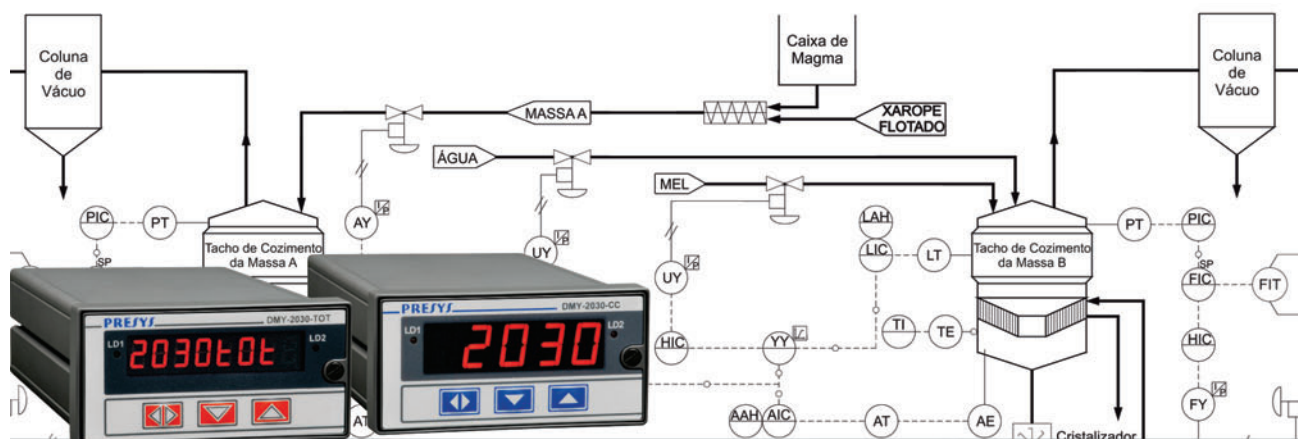 Coluna
de
Vácuo
Caixa de
Magma
Coluna
de
Vácuo
MASSA A
XAROPE
FLOTADO
ÁGUA
MEL
PIC
PT
AY
I/P
Tacho de Cozimento
da Massa A
SP
UY
I/P
UY
I/P
LAH
LIC
LT
Tacho de Cozimento
da Massa B
PT
PIC
SP
FIC
FIT
TI
TE
HIC
YY
HIC
FY
I/P
AAH
AIC
AT
AE
AT
Cristalizador
PRESYS
DMY-2030-TOT
LD1
2030tot
LD2
PRESYS
DMY-2030-CC
LD1
2030
LD2